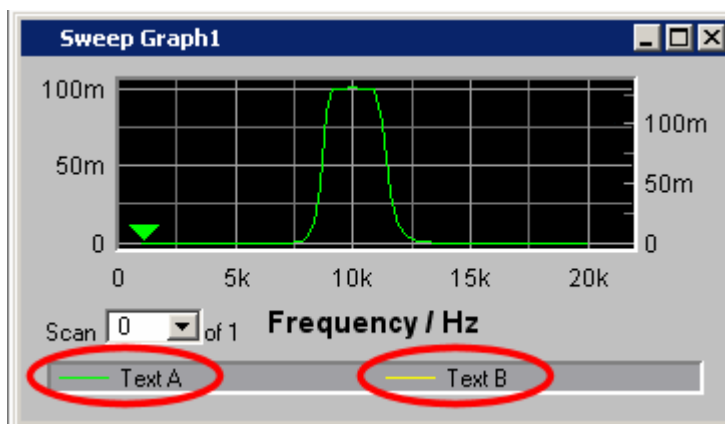 Sweep Graph1
100m
50m
0
100m
50m
0
0 5k 10k 15k 20k
Scan 0 of 1 Frequency / Hz
Text A Text B